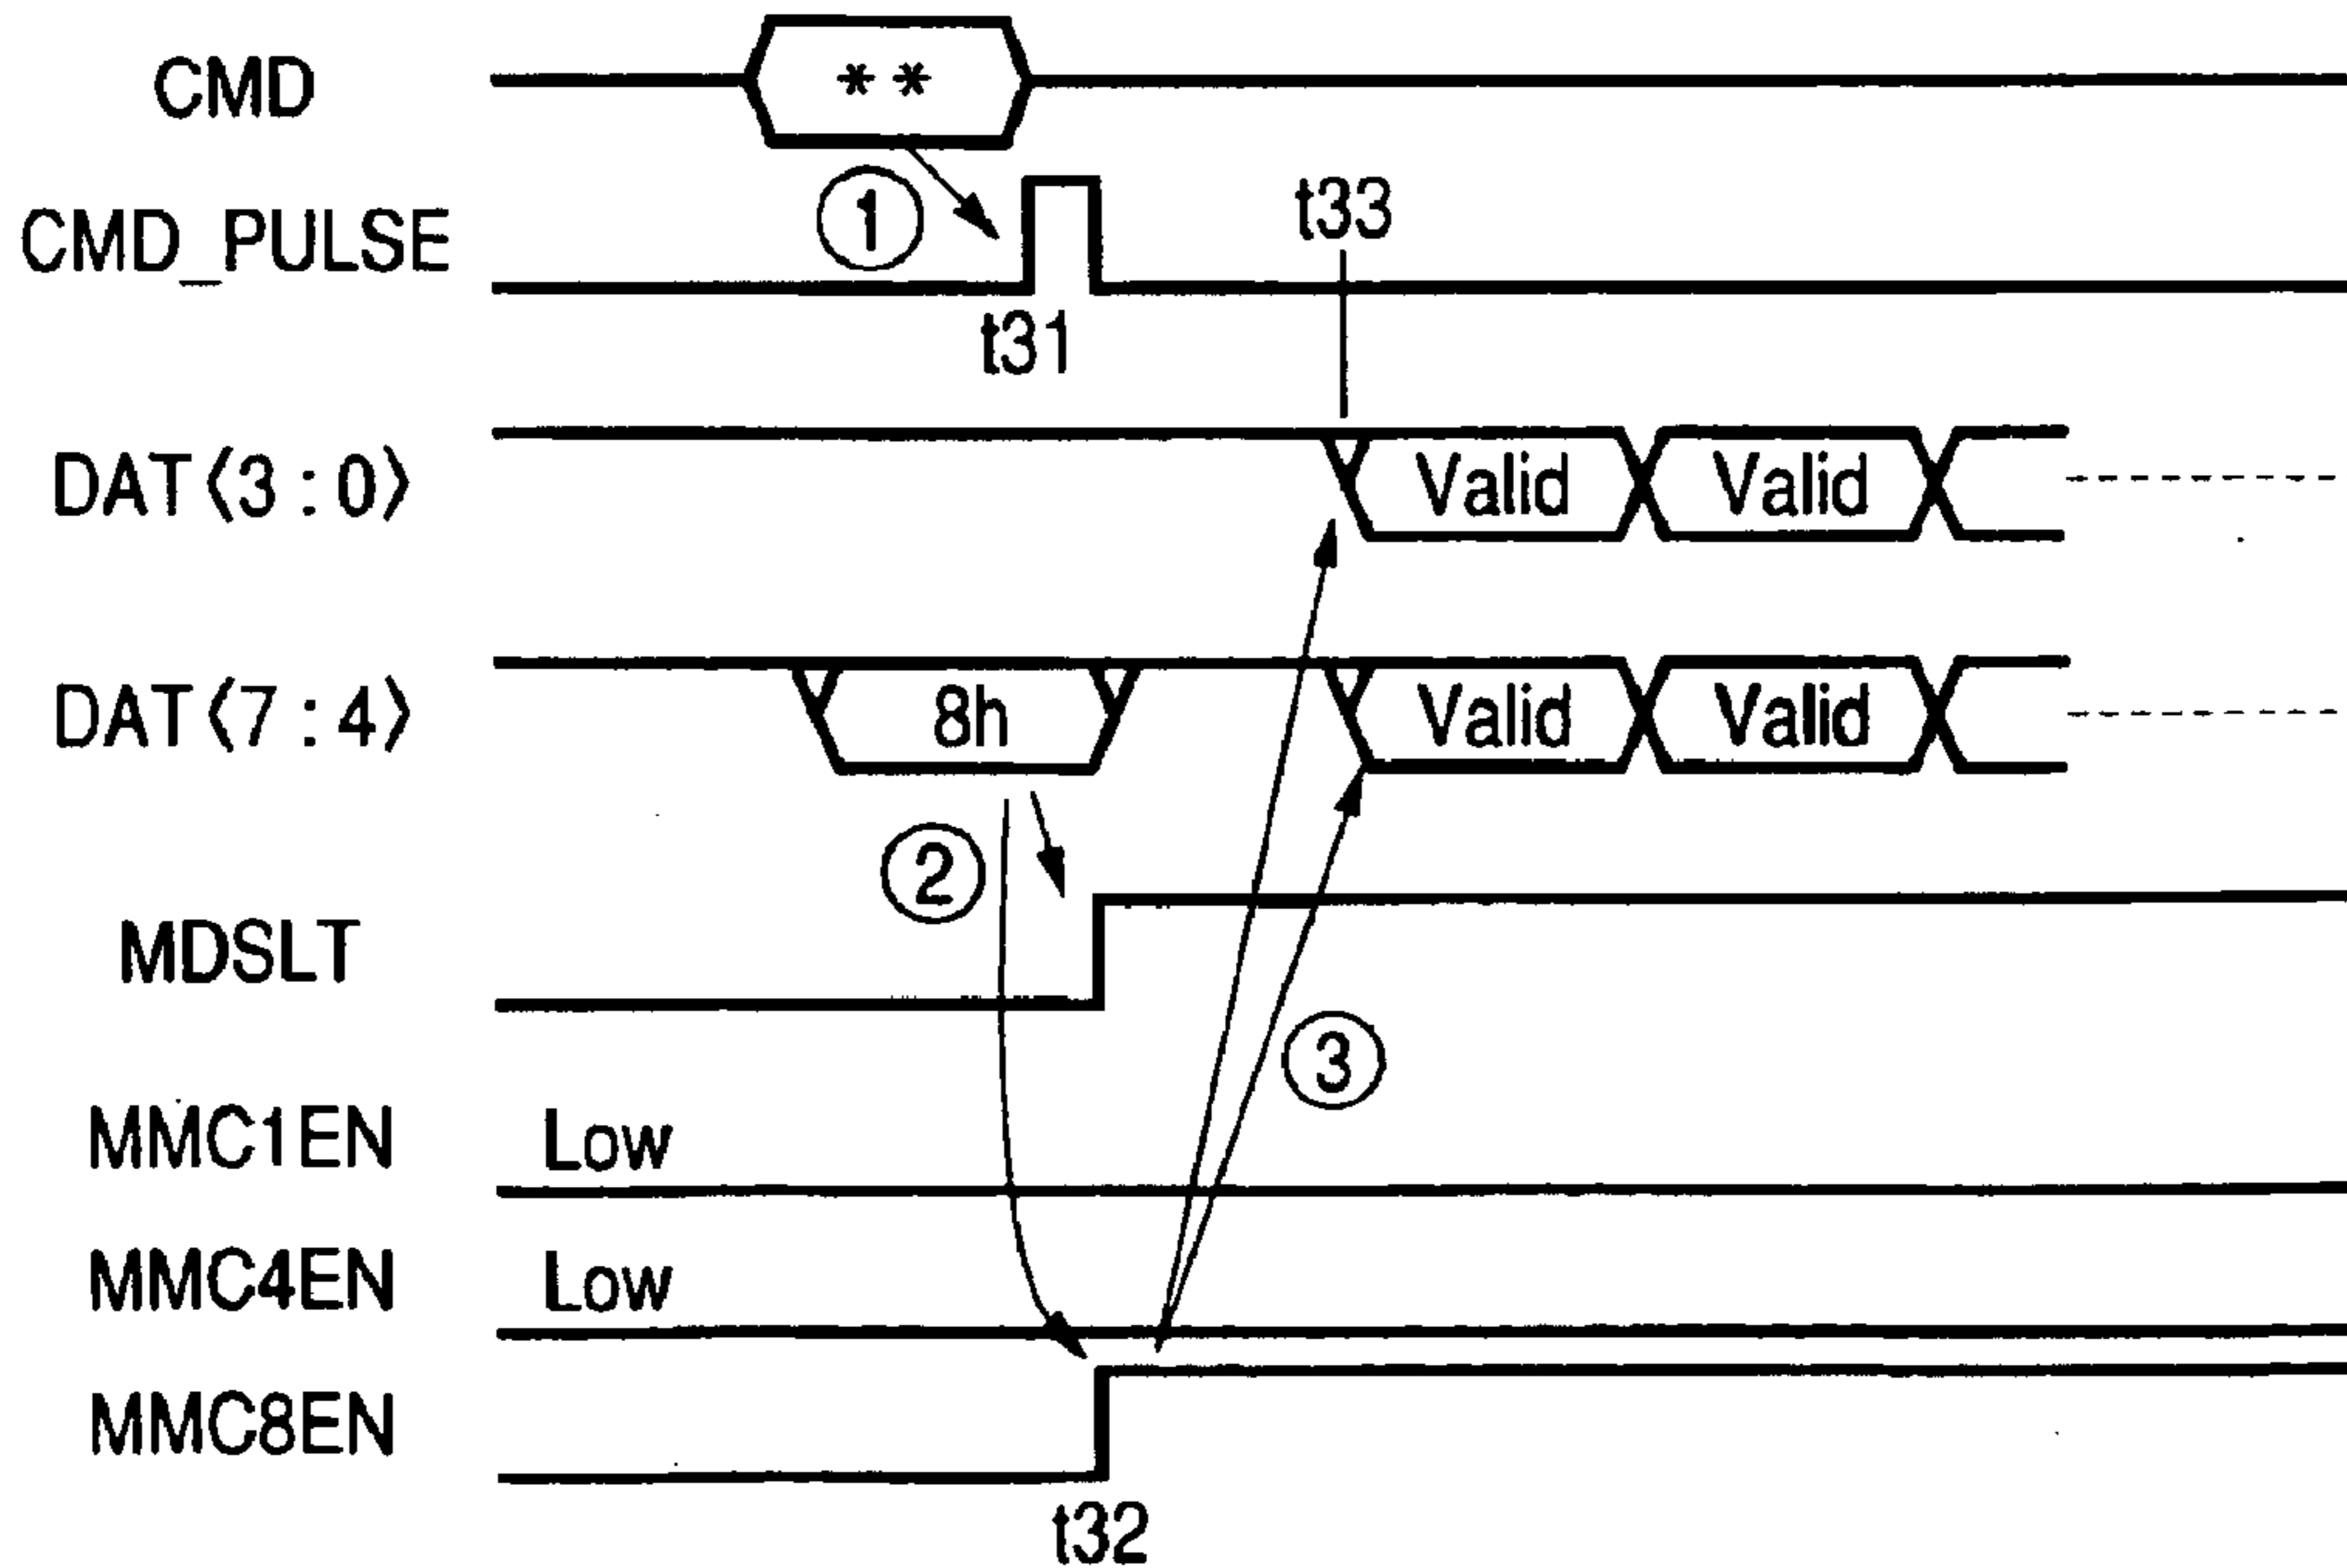 CMD
* *
CMD_PULSE
①
t31
t33
DAT⟨3:0⟩
Valid
Valid
DAT⟨7:4⟩
8h
Valid
Valid
②
MDSLT
③
MMC1EN
Low
MMC4EN
Low
MMC8EN
t32